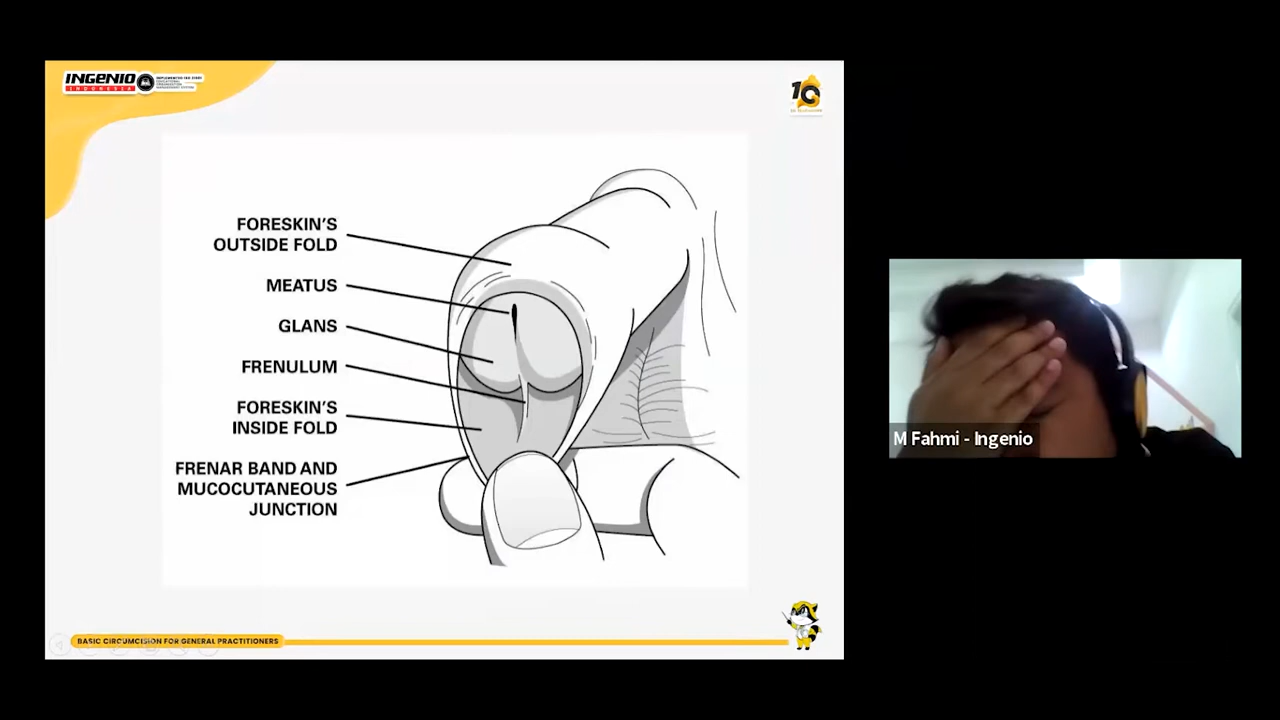 INGENIO
INDONESIA
10
FORESKIN'S
OUTSIDE FOLD
MEATUS
GLANS
FRENULUM
FORESKIN'S
INSIDE FOLD
FRENAR BAND AND
MUCOCUTANEOUS
JUNCTION
M Fahmi - Ingenio
BASIC CIRCUMCISION FOR GENERAL PRACTITIONERS